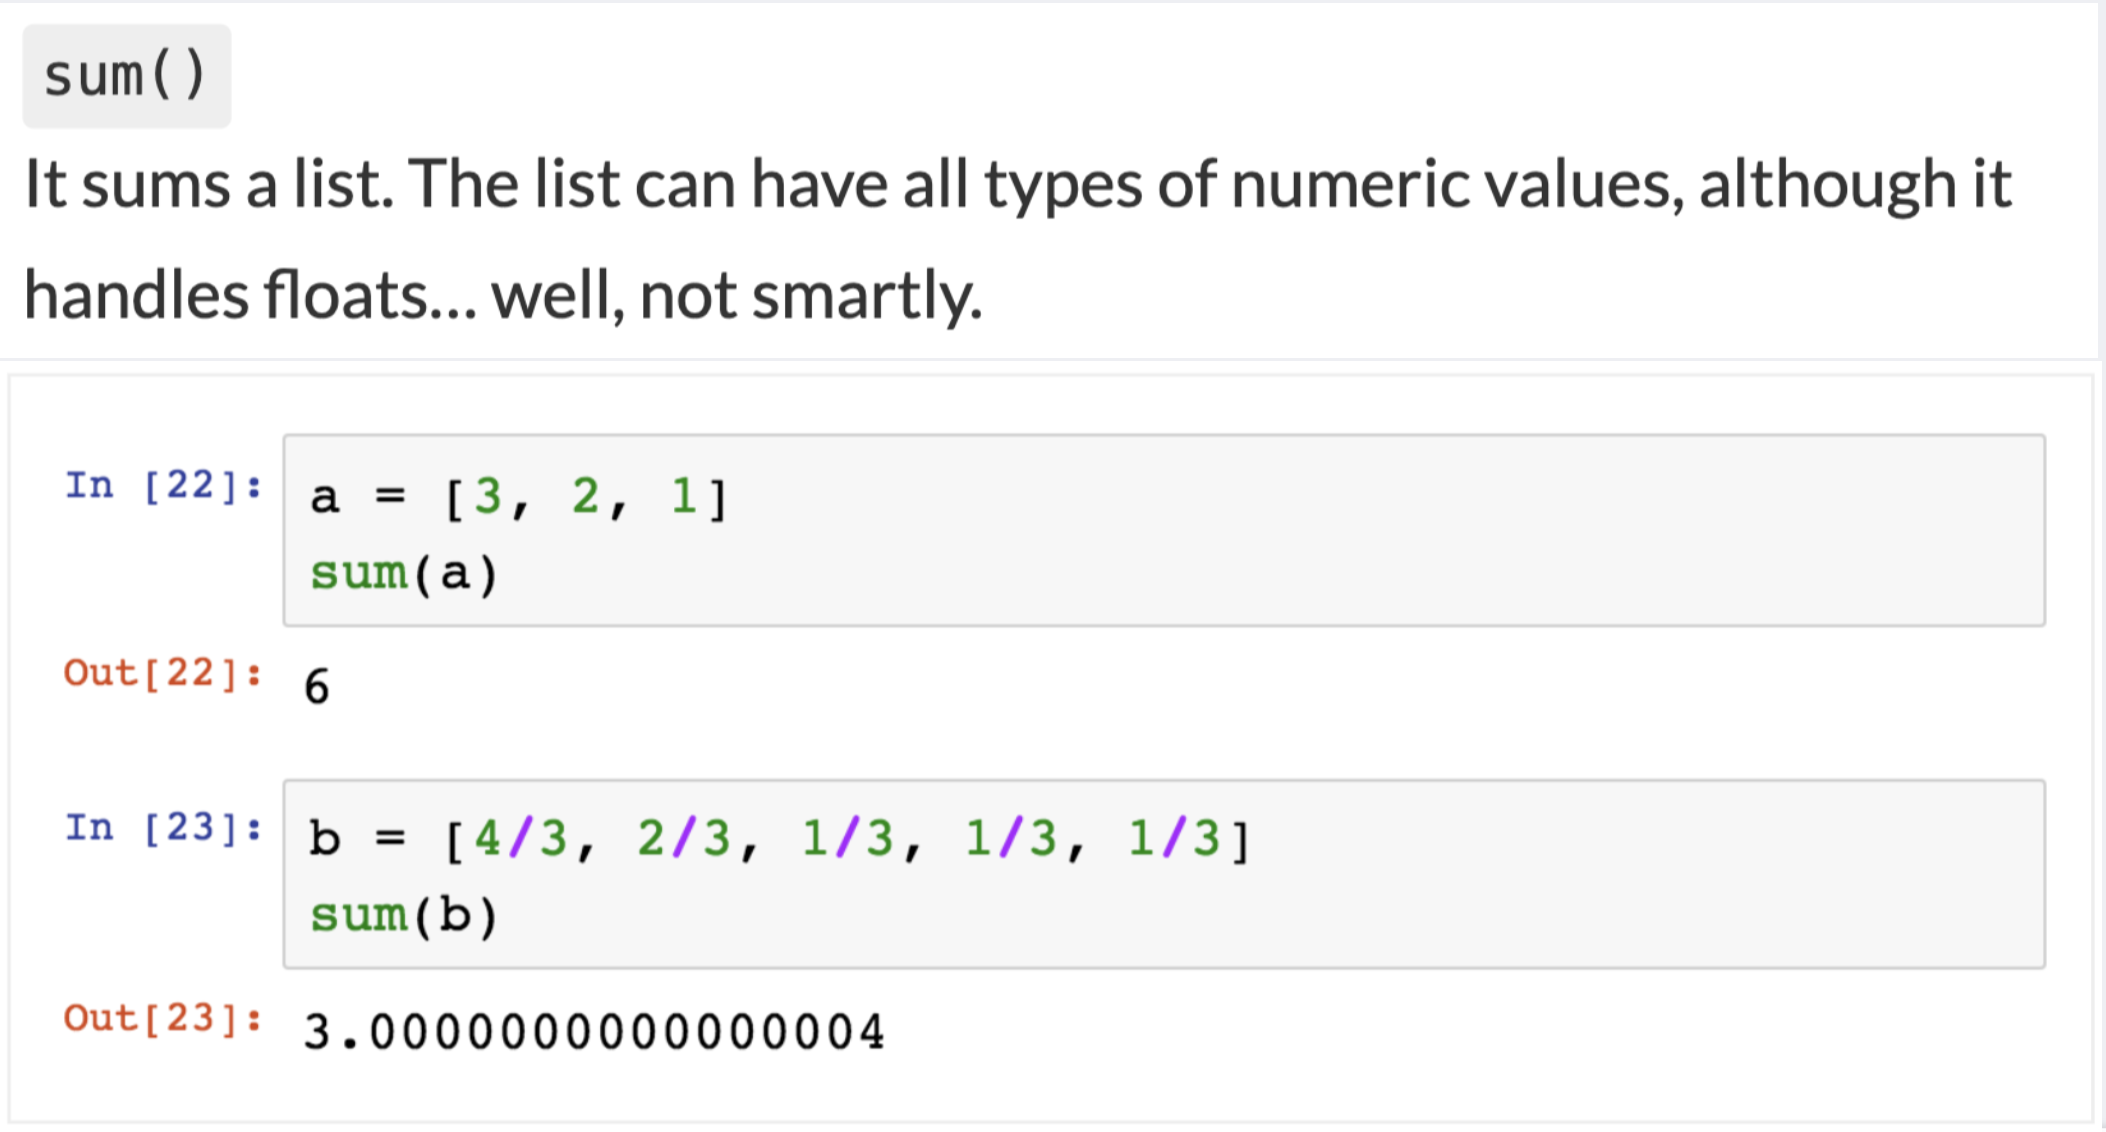 sum()
It sums a list. The list can have all types of numeric values, although it
handles floats... well, not smartly.
In [22]: a = [3, 2, 1]
sum(a)
Out[22]: 6
In [23]: b = [4/3, 2/3, 1/3, 1/3, 1/3]
sum(b)
Out[23]: 3.0000000000000004